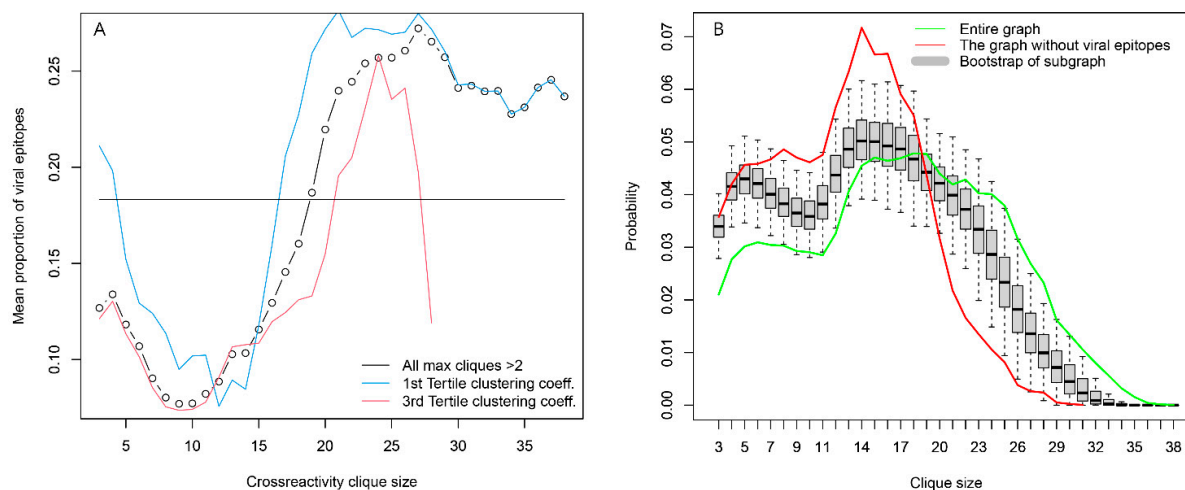 A
Mean proportion of viral epitopes
0.25
0.20
0.15
0.10
All max cliques >2
1st Tertile clustering coeff.
3rd Tertile clustering coeff.
5 10 15 20 25 30 35
Crossreactivity clique size
B
Entire graph
The graph without viral epitopes
Bootstrap of subgraph
Probability
0.07
0.06
0.05
0.04
0.03
0.02
0.01
0.00
3 5 7 9 11 14 17 20 23 26 29 32 35 38
Clique size